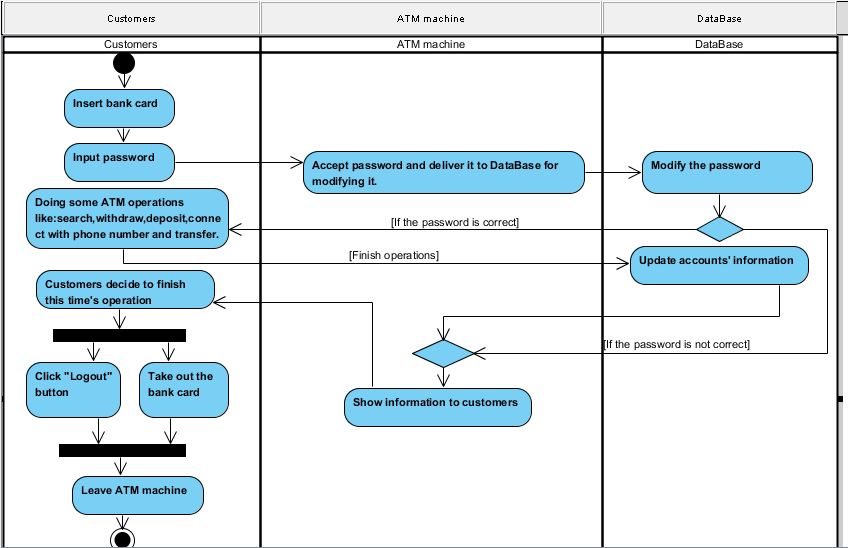 Customers
ATM machine
DataBase
Customers
ATM machine
DataBase
Insert bank card
Input password
Accept password and deliver it to DataBase for
modifying it.
Modify the password
Doing some ATM operations
like:search,withdraw,deposit,conne
ct with phone number and transfer.
[If the password is correct]
[Finish operations]
Update accounts' information
Customers decide to finish
this time's operation
[If the password is not correct]
Click "Logout"
button
Take out the
bank card
Show information to customers
Leave ATM machine